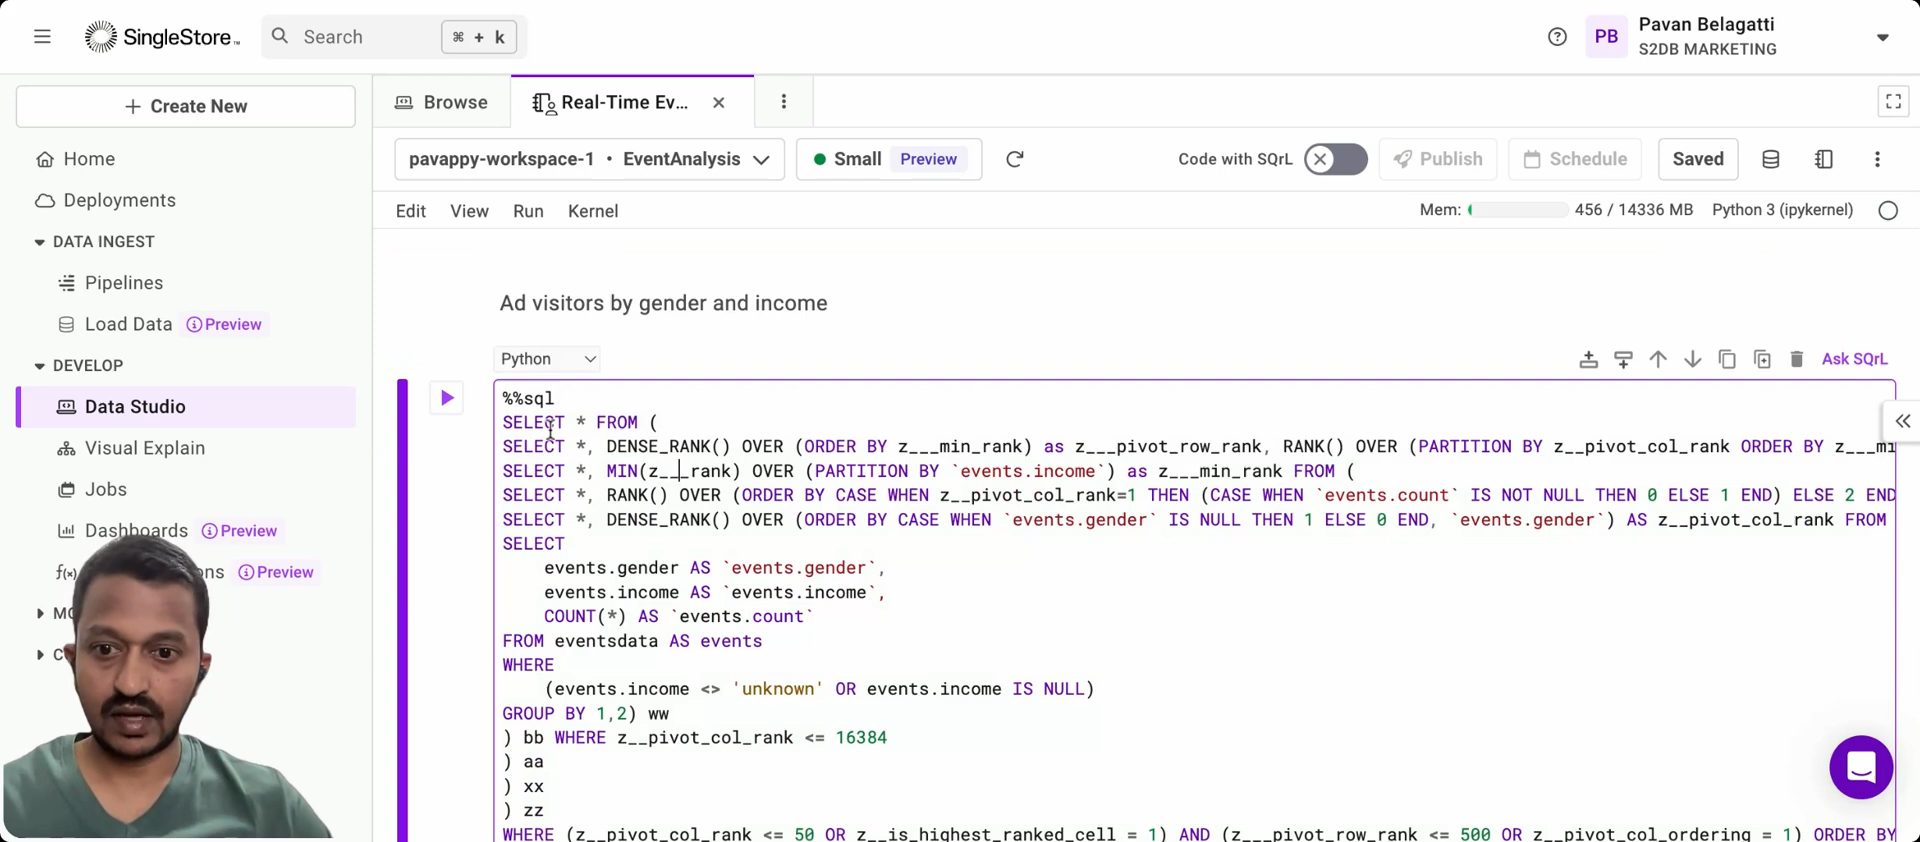 SingleStore
Search
⌘ + k
PB
Pavan Belagatti
S2DB MARKETING
+ Create New
Browse
Real-Time Ev...
Home
Deployments
DATA INGEST
Pipelines
Load Data
Preview
DEVELOP
Data Studio
Visual Explain
Jobs
Dashboards
Preview
Preview
pavappy-workspace-1 • EventAnalysis
Small
Preview
Code with SQrL
Publish
Schedule
Saved
Edit
View
Run
Kernel
Mem:
456 / 14336 MB
Python 3 (ipykernel)
Ad visitors by gender and income
Python
Ask SQrL
%%sql
SELECT * FROM (
SELECT *, DENSE_RANK() OVER (ORDER BY z___min_rank) as z___pivot_row_rank, RANK() OVER (PARTITION BY z__pivot_col_rank ORDER BY z___mi
SELECT *, MIN(z___rank) OVER (PARTITION BY `events.income`) as z___min_rank FROM (
SELECT *, RANK() OVER (ORDER BY CASE WHEN z__pivot_col_rank=1 THEN (CASE WHEN `events.count` IS NOT NULL THEN 0 ELSE 1 END) ELSE 2 END
SELECT *, DENSE_RANK() OVER (ORDER BY CASE WHEN `events.gender` IS NULL THEN 1 ELSE 0 END, `events.gender`) AS z__pivot_col_rank FROM
SELECT
events.gender AS `events.gender`,
events.income AS `events.income`,
COUNT(*) AS `events.count`
FROM eventsdata AS events
WHERE
(events.income <> 'unknown' OR events.income IS NULL)
GROUP BY 1,2) ww
) bb WHERE z__pivot_col_rank <= 16384
) aa
) xx
) zz
WHERE (z__pivot_col_rank <= 50 OR z__is_highest_ranked_cell = 1) AND (z___pivot_row_rank <= 500 OR z__pivot_col_ordering = 1) ORDER BY